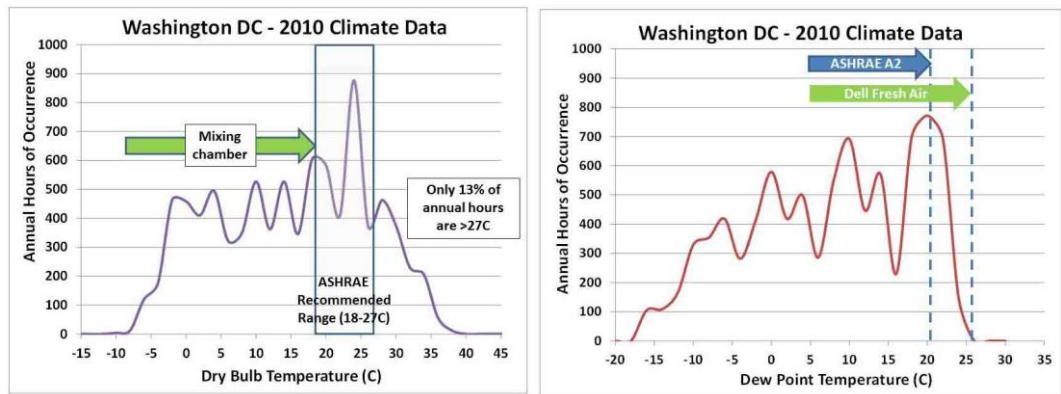 Washington DC - 2010 Climate Data
Annual Hours of Occurrence
1000
900
800
700
600
500
400
300
200
100
0
Mixing
chamber
Only 13% of
annual hours
are >27C
ASHRAE
Recommended
Range (18-27C)
-15 -10 -5 0 5 10 15 20 25 30 35 40 45
Dry Bulb Temperature (C)
Washington DC - 2010 Climate Data
Annual Hours of Occurrence
1000
900
800
700
600
500
400
300
200
100
0
ASHRAE A2
Dell Fresh Air
-20 -15 -10 -5 0 5 10 15 20 25 30 35
Dew Point Temperature (C)